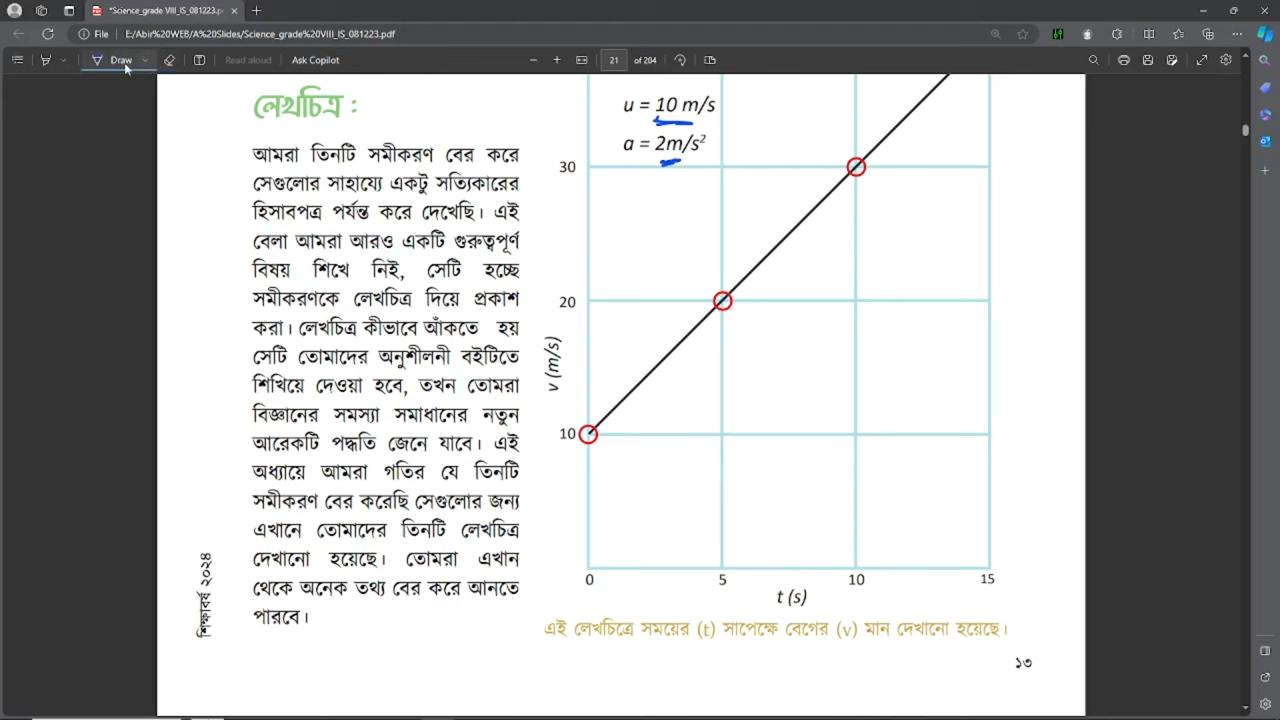 *Science_grade VIII_IS_081223.p
File
E:/Abir%20WEB/A%20Slides/Science_grade%20VIII_IS_081223.pdf
Draw
Read aloud
Ask Copilot
21 of 204
লেখচিত্র :
আমরা তিনটি সমীকরণ বের করে
সেগুলোর সাহায্যে একটু সত্যিকারের
হিসাবপত্র পর্যন্ত করে দেখেছি। এই
বেলা আমরা আরও একটি গুরুত্বপূর্ণ
বিষয় শিখে নিই, সেটি হচ্ছে
সমীকরণকে লেখচিত্র দিয়ে প্রকাশ
করা। লেখচিত্র কীভাবে আঁকতে হয়
সেটি তোমাদের অনুশীলনী বইটিতে
শিখিয়ে দেওয়া হবে, তখন তোমরা
বিজ্ঞানের সমস্যা সমাধানের নতুন
আরেকটি পদ্ধতি জেনে যাবে। এই
অধ্যায়ে আমরা গতির যে তিনটি
সমীকরণ বের করেছি সেগুলোর জন্য
এখানে তোমাদের তিনটি লেখচিত্র
দেখানো হয়েছে। তোমরা এখান
থেকে অনেক তথ্য বের করে আনতে
পারবে।
শিক্ষাবর্ষ ২০২৪
u = 10 m/s
a = 2m/s²
30
20
10
v (m/s)
0 5 10 15
t (s)
এই লেখচিত্রে সময়ের (t) সাপেক্ষে বেগের (v) মান দেখানো হয়েছে।
১৩